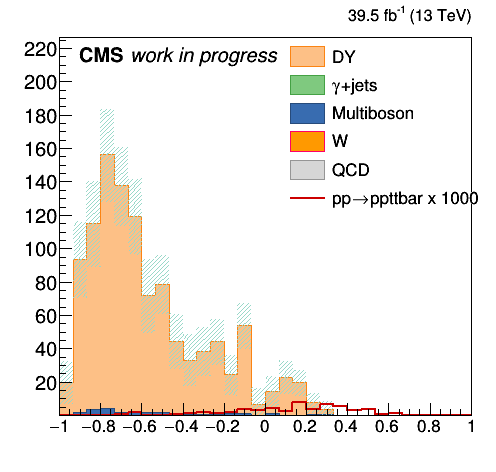 39.5 fb⁻¹ (13 TeV)
CMS work in progress
DY
γ+jets
Multiboson
W
QCD
pp→ppttbar x 1000
220
200
180
160
140
120
100
80
60
40
20
−1 −0.8 −0.6 −0.4 −0.2 0 0.2 0.4 0.6 0.8 1